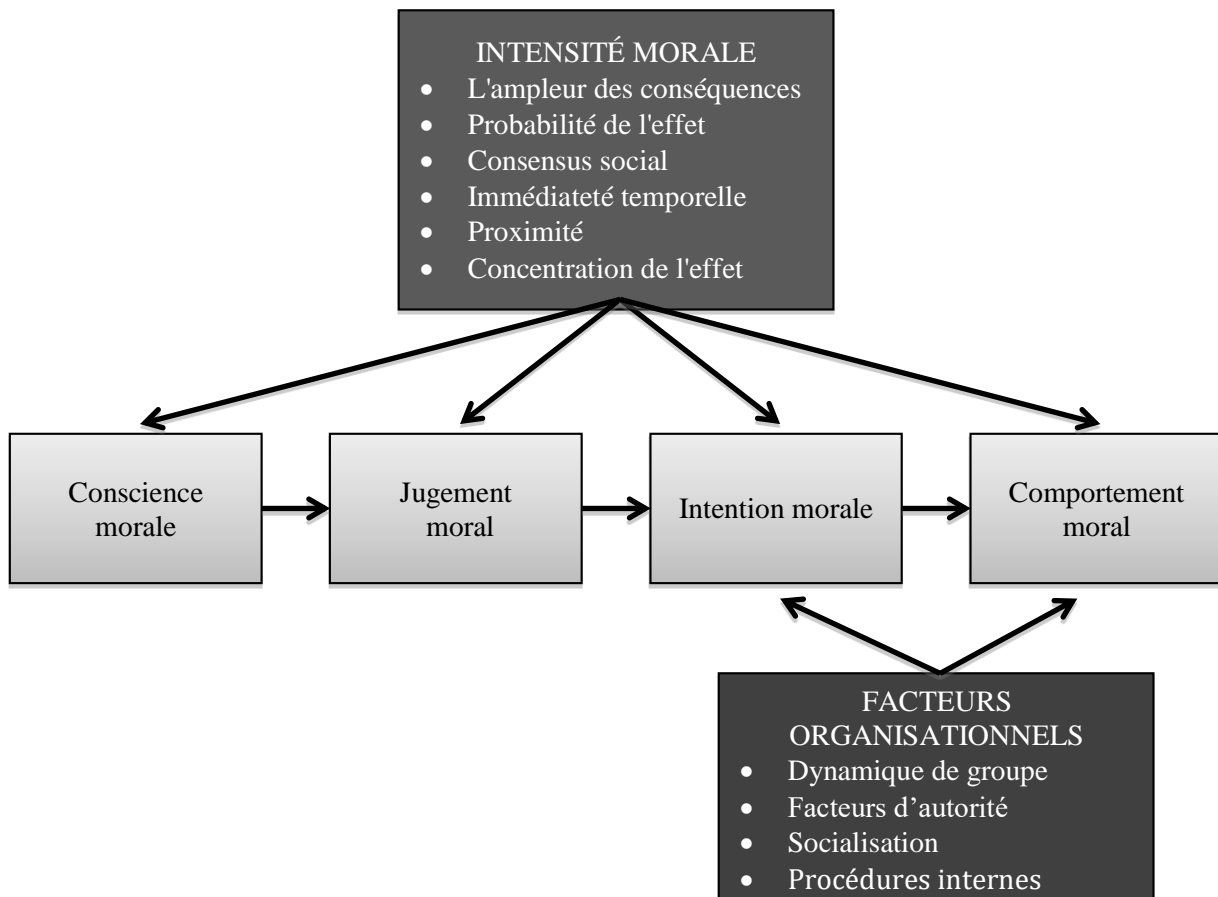 INTENSITÉ MORALE
• L'ampleur des conséquences
• Probabilité de l'effet
• Consensus social
• Immédiateté temporelle
• Proximité
• Concentration de l'effet
Conscience
morale
Jugement
moral
Intention morale
Comportement
moral
FACTEURS
ORGANISATIONNELS
• Dynamique de groupe
• Facteurs d’autorité
• Socialisation
• Procédures internes